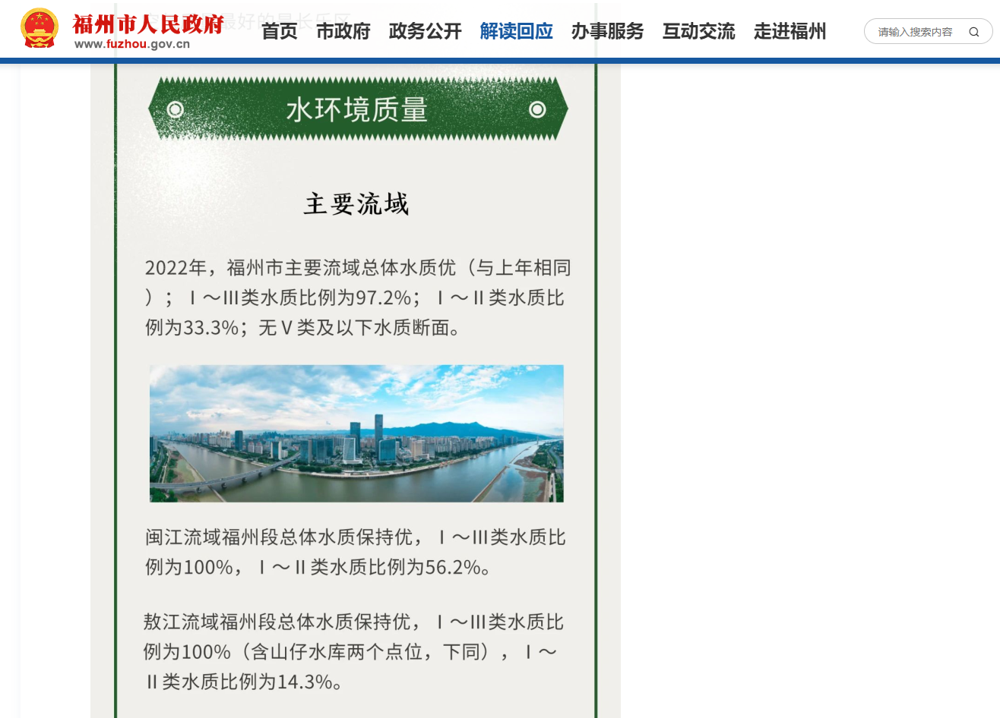 福州市人民政府
www.fuzhou.gov.cn
首页 市政府 政务公开 解读回应 办事服务 互动交流 走进福州
请输入搜索内容
水环境质量
主要流域
2022年，福州市主要流域总体水质优（与上年相同
）；Ⅰ～Ⅲ类水质比例为97.2%；Ⅰ～Ⅱ类水质比
例为33.3%；无Ⅴ类及以下水质断面。
闽江流域福州段总体水质保持优，Ⅰ～Ⅲ类水质比
例为100%，Ⅰ～Ⅱ类水质比例为56.2%。
敖江流域福州段总体水质保持优，Ⅰ～Ⅲ类水质比
例为100%（含山仔水库两个点位，下同），Ⅰ～
Ⅱ类水质比例为14.3%。